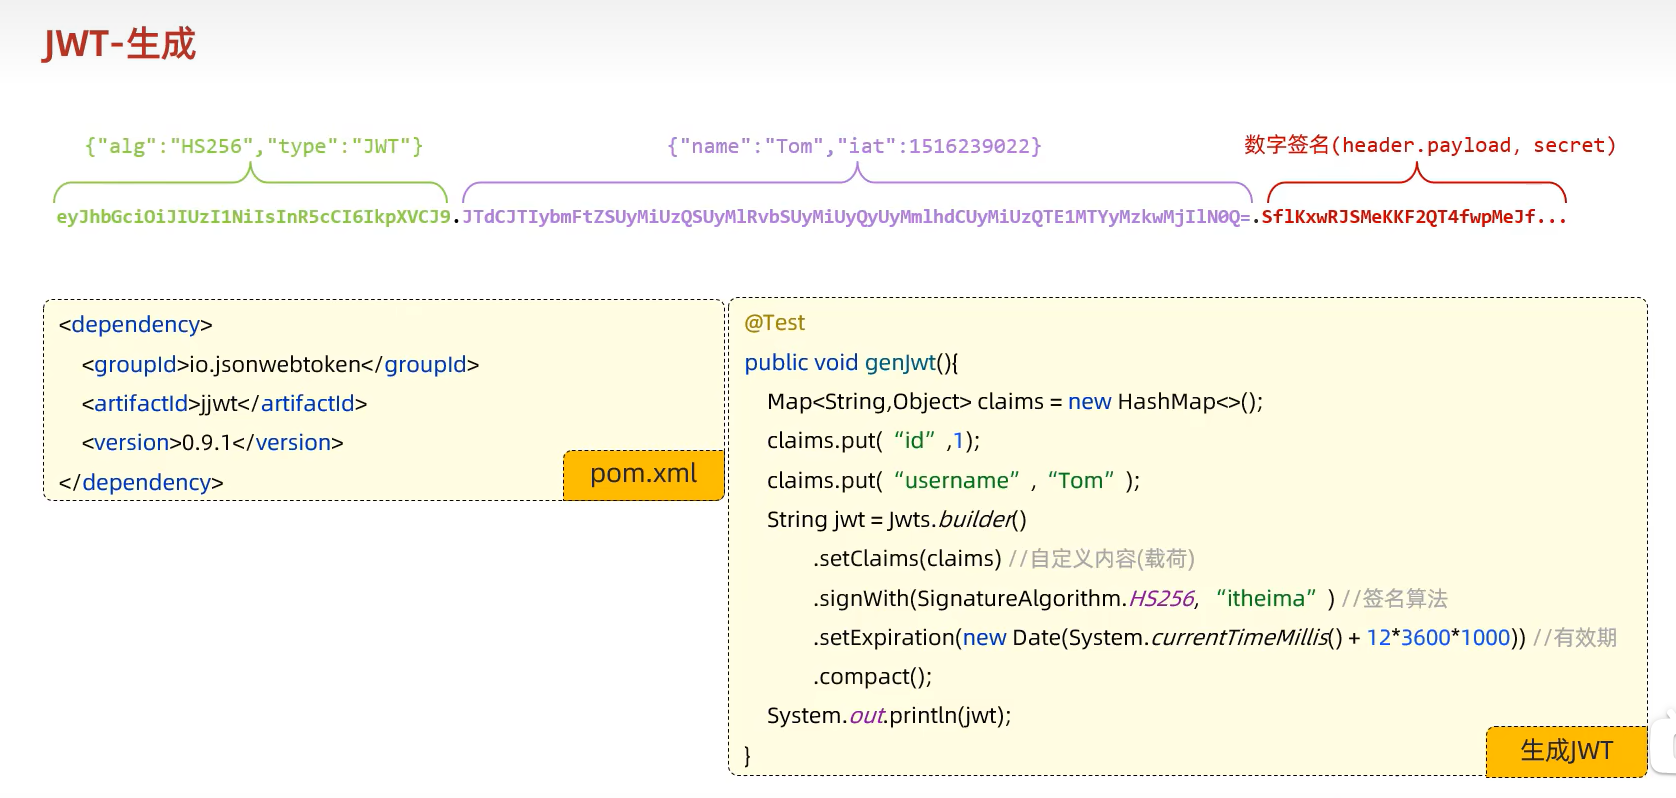 JWT-生成
{"alg":"HS256","type":"JWT"}
{"name":"Tom","iat":1516239022}
数字签名(header.payload, secret)
eyJhbGciOiJIUzI1NiIsInR5cCI6IkpXVCJ9.JTdCJTIybmFtZSUyMiUzQSUyMlRvbSUyMiUyQyUyMmlhdCUyMiUzQTE1MTYyMzkwMjIlN0Q=.SflKxwRJSMeKKF2QT4fwpMeJf...
<dependency>
<groupId>io.jsonwebtoken</groupId>
<artifactId>jjwt</artifactId>
<version>0.9.1</version>
</dependency>
pom.xml
@Test
public void genJwt(){
Map<String,Object> claims = new HashMap<>();
claims.put( “id” ,1);
claims.put( “username” , “Tom” );
String jwt = Jwts.builder()
.setClaims(claims) //自定义内容(载荷)
.signWith(SignatureAlgorithm.HS256, “itheima” ) //签名算法
.setExpiration(new Date(System.currentTimeMillis() + 12*3600*1000)) //有效期
.compact();
System.out.println(jwt);
}
生成JWT